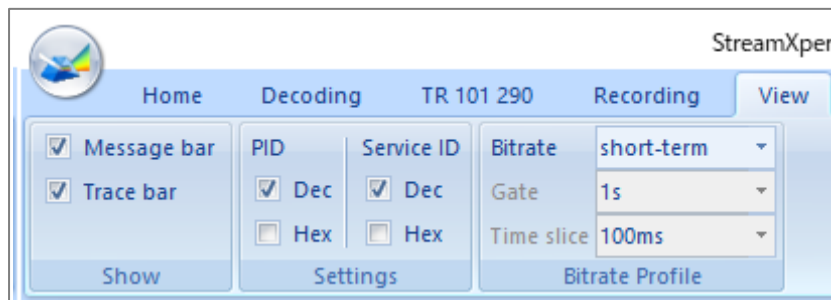 StreamXper
Home Decoding TR 101 290 Recording View
Message bar PID Service ID Bitrate short-term
Trace bar Dec Dec Gate 1s
Hex Hex Time slice 100ms
Show Settings Bitrate Profile